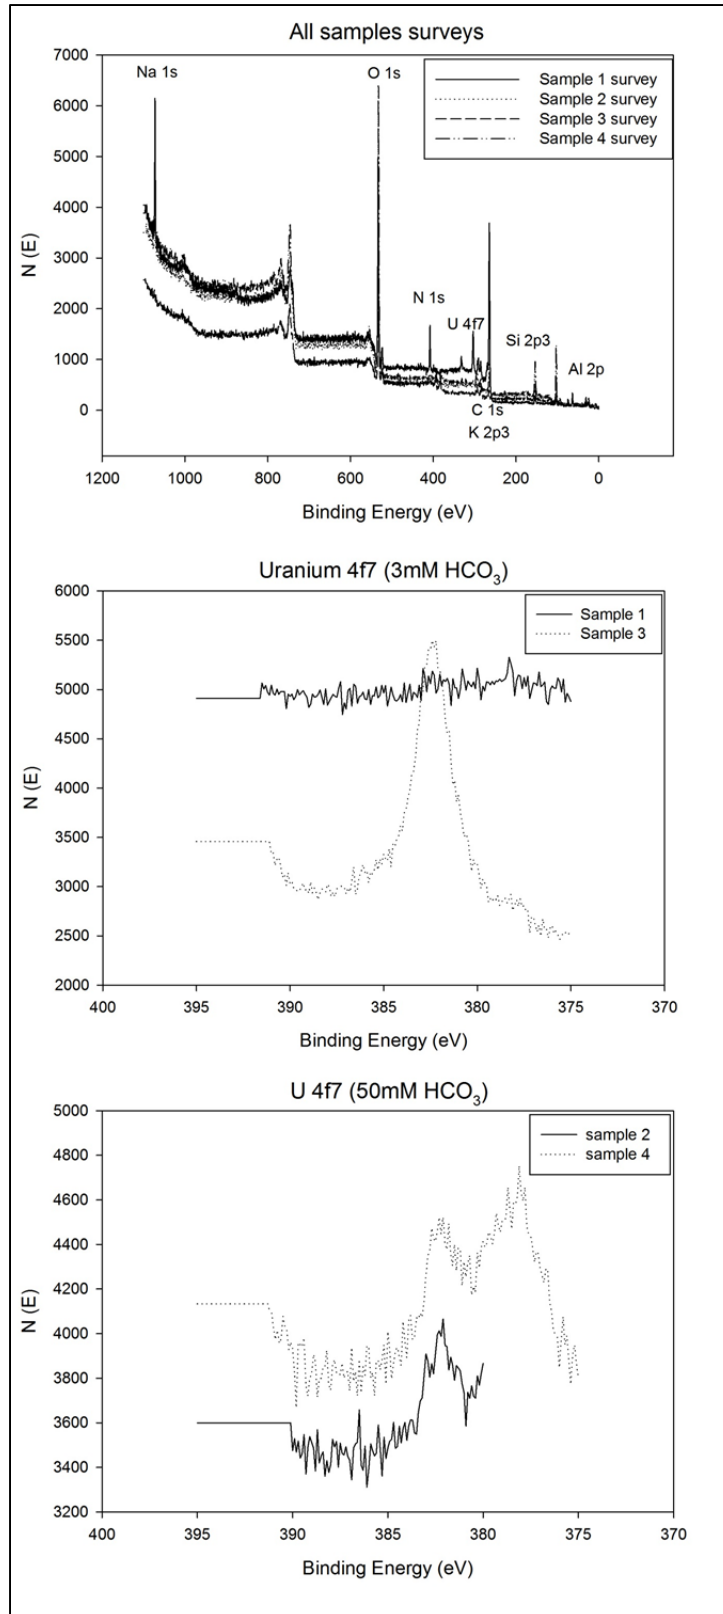 All samples surveys
Na 1s
O 1s
Sample 1 survey
Sample 2 survey
Sample 3 survey
Sample 4 survey
N 1s
U 4f7
Si 2p3
Al 2p
C 1s
K 2p3
N (E)
7000
6000
5000
4000
3000
2000
1000
0
1200 1000 800 600 400 200 0
Binding Energy (eV)
Uranium 4f7 (3mM HCO3)
Sample 1
Sample 3
N (E)
6000
5500
5000
4500
4000
3500
3000
2500
2000
400 395 390 385 380 375 370
Binding Energy (eV)
U 4f7 (50mM HCO3)
sample 2
sample 4
N (E)
5000
4800
4600
4400
4200
4000
3800
3600
3400
3200
400 395 390 385 380 375 370
Binding Energy (eV)